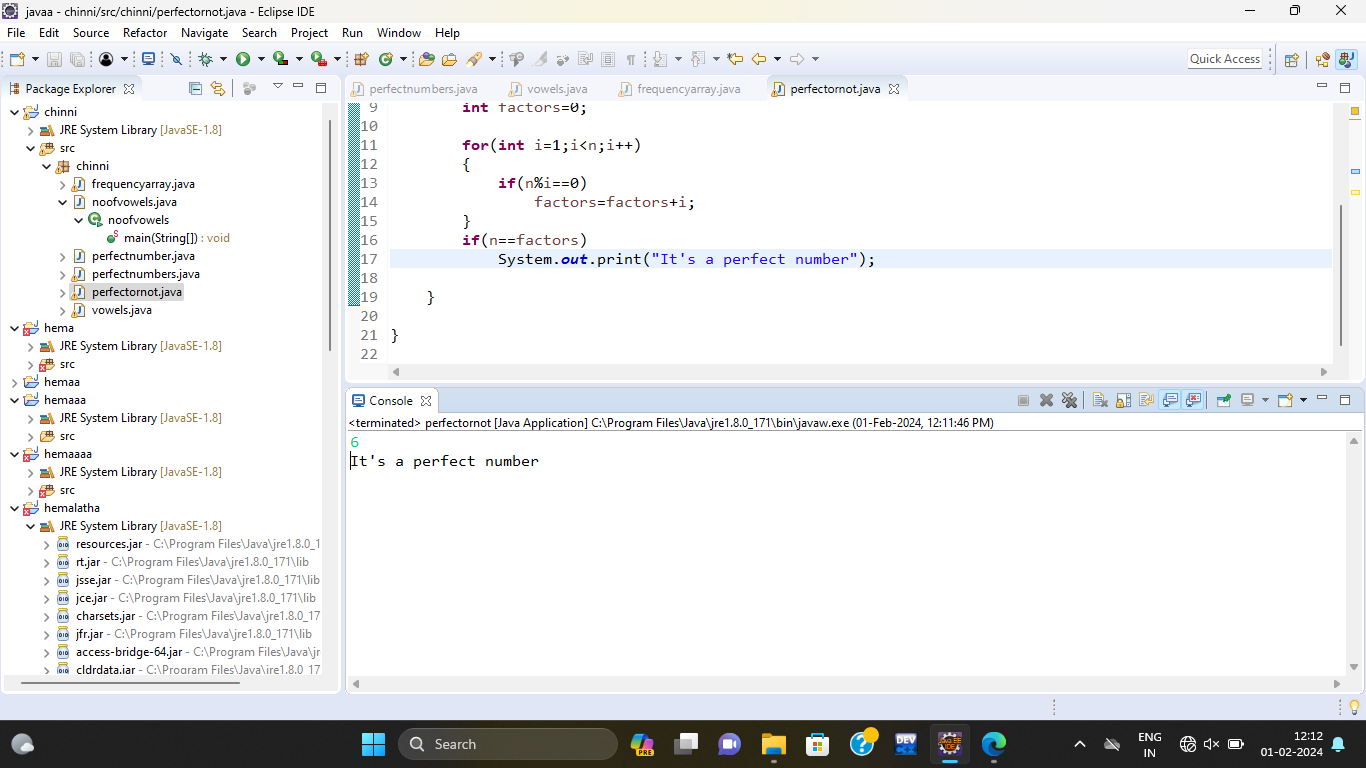 javaa - chinni/src/chinni/perfectornot.java - Eclipse IDE
File Edit Source Refactor Navigate Search Project Run Window Help
Quick Access
Package Explorer
chinni
JRE System Library [JavaSE-1.8]
src
chinni
frequencyarray.java
noofvowels.java
noofvowels
main(String[]) : void
perfectnumber.java
perfectnumbers.java
perfectornot.java
vowels.java
hema
JRE System Library [JavaSE-1.8]
src
hemaa
hemaaa
JRE System Library [JavaSE-1.8]
src
hemaaaa
JRE System Library [JavaSE-1.8]
src
hemalatha
JRE System Library [JavaSE-1.8]
resources.jar - C:\Program Files\Java\jre1.8.0_1
rt.jar - C:\Program Files\Java\jre1.8.0_171\lib
jsse.jar - C:\Program Files\Java\jre1.8.0_171\lib
jce.jar - C:\Program Files\Java\jre1.8.0_171\lib
charsets.jar - C:\Program Files\Java\jre1.8.0_17
jfr.jar - C:\Program Files\Java\jre1.8.0_171\lib
access-bridge-64.jar - C:\Program Files\Java\jr
cldrdata.jar - C:\Program Files\Java\jre1.8.0_17
perfectnumbers.java vowels.java frequencyarray.java perfectornot.java
9 int factors=0;
10
11 for(int i=1;i<n;i++)
12 {
13 if(n%i==0)
14 factors=factors+i;
15 }
16 if(n==factors)
17 System.out.print("It's a perfect number");
18
19 }
20
21 }
22
Console
<terminated> perfectornot [Java Application] C:\Program Files\Java\jre1.8.0_171\bin\javaw.exe (01-Feb-2024, 12:11:46 PM)
6
It's a perfect number
Search
PRE
DEV
Java EE
IDE
ENG
IN
12:12
01-02-2024